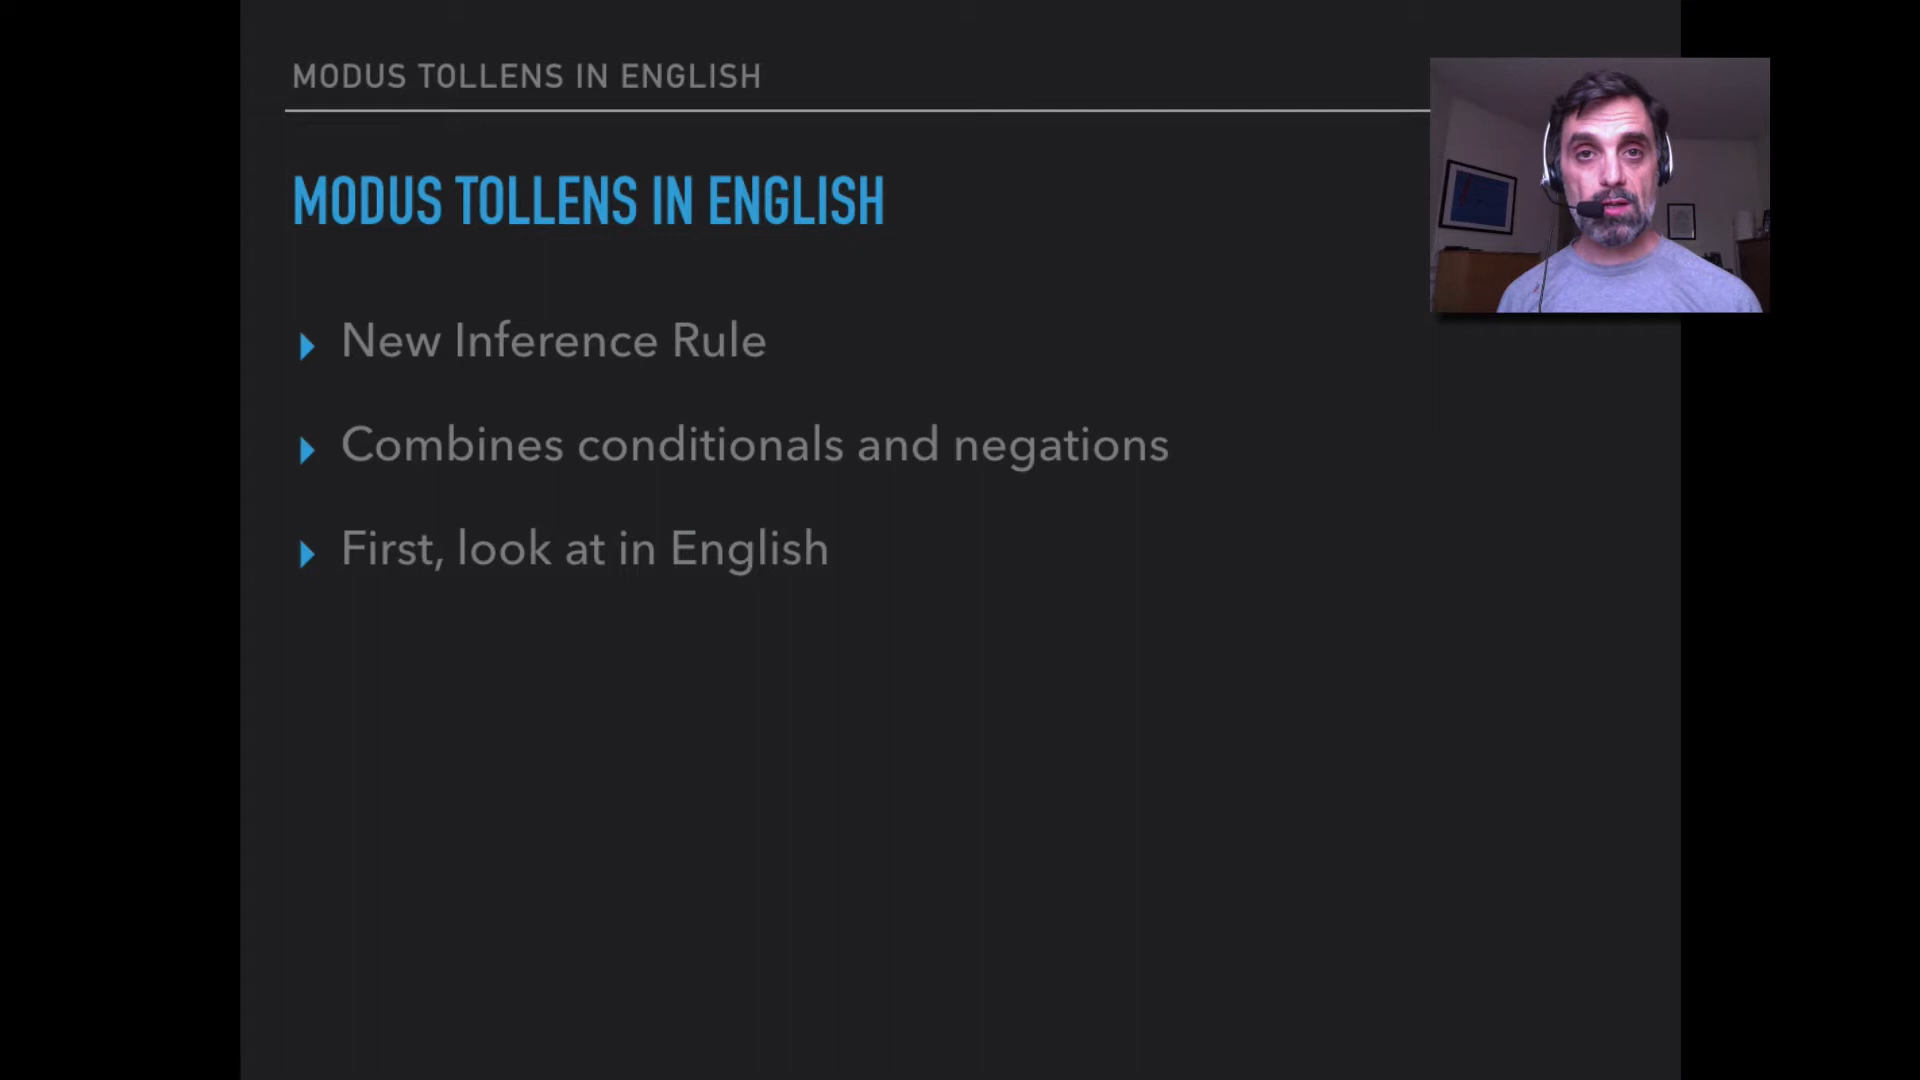 MODUS TOLLENS IN ENGLISH
MODUS TOLLENS IN ENGLISH
New Inference Rule
Combines conditionals and negations
First, look at in English